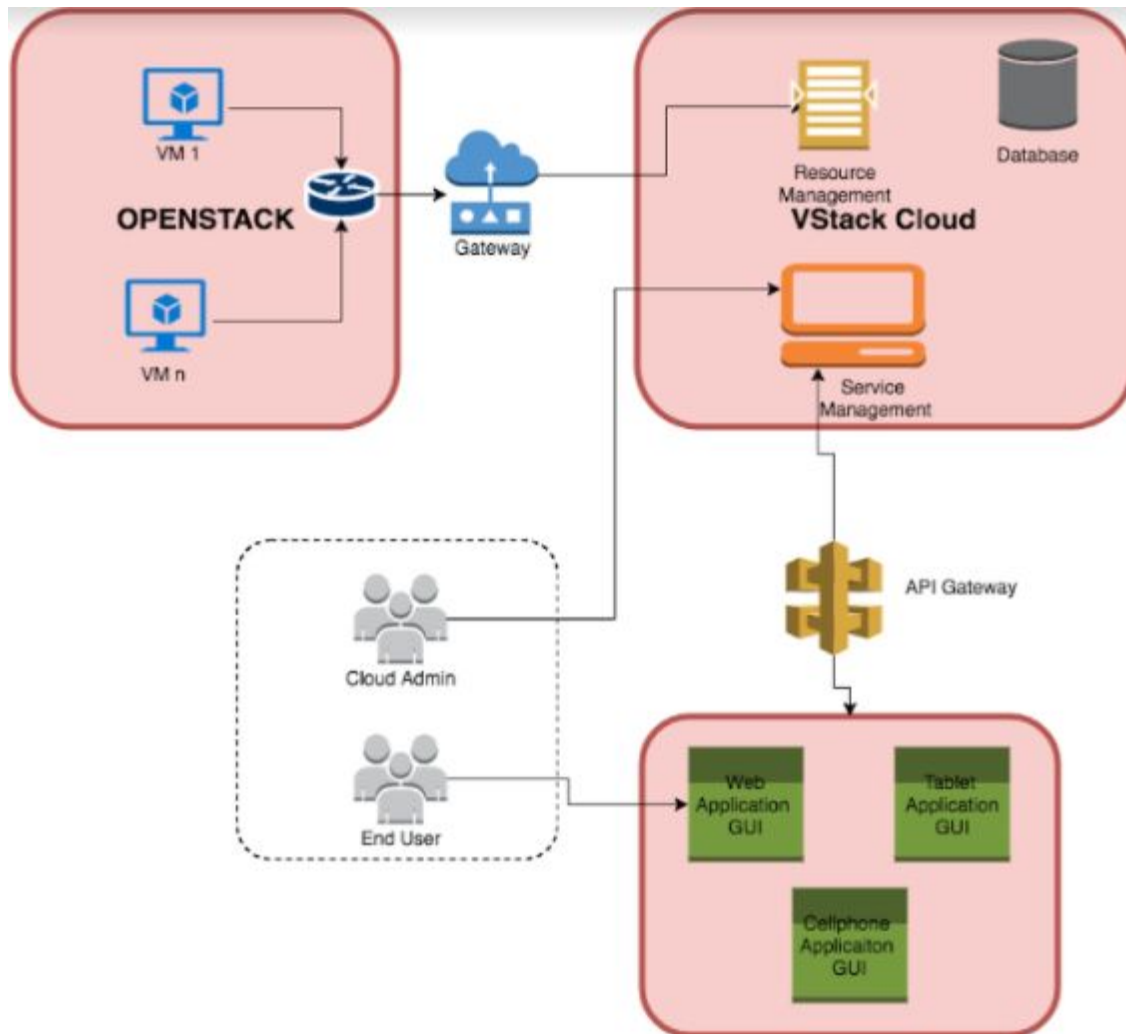 VM 1
OPENSTACK
VM n
Gateway
Resource
Management
VStack Cloud
Database
Service
Management
API Gateway
Cloud Admin
End User
Web
Application
GUI
Tablet
Application
GUI
Cellphone
Applicaiton
GUI